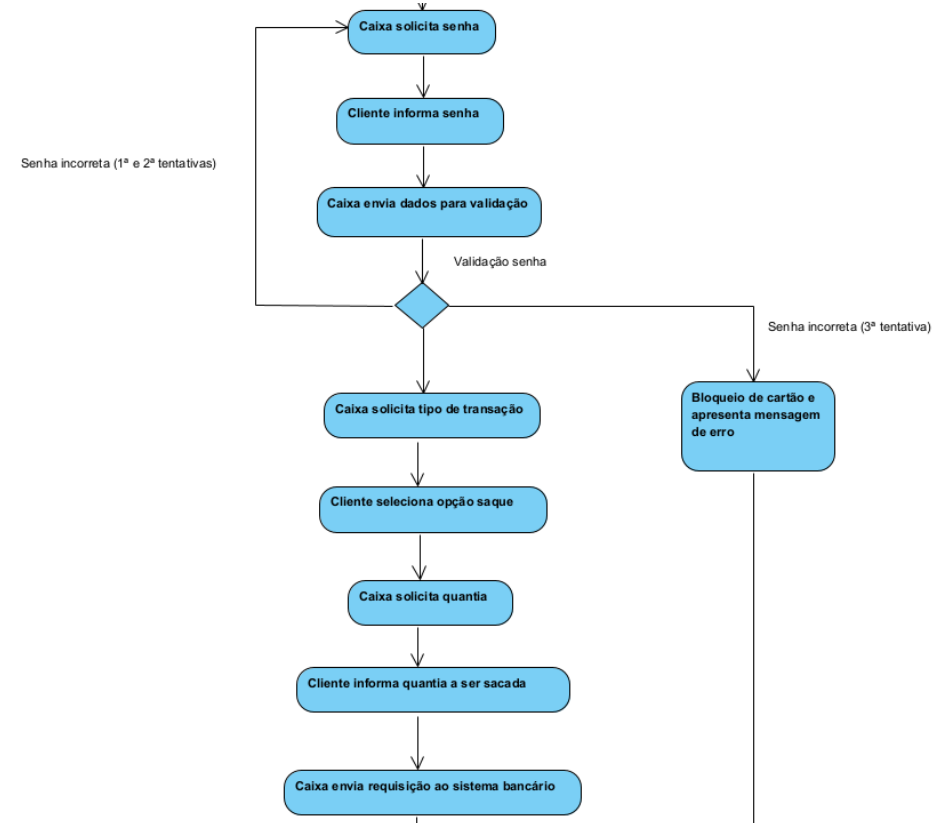 Caixa solicita senha
Cliente informa senha
Senha incorreta (1ª e 2ª tentativas)
Caixa envia dados para validação
Validação senha
Senha incorreta (3ª tentativa)
Caixa solicita tipo de transação
Bloqueio de cartão e
apresenta mensagem
de erro
Cliente seleciona opção saque
Caixa solicita quantia
Cliente informa quantia a ser sacada
Caixa envia requisição ao sistema bancário